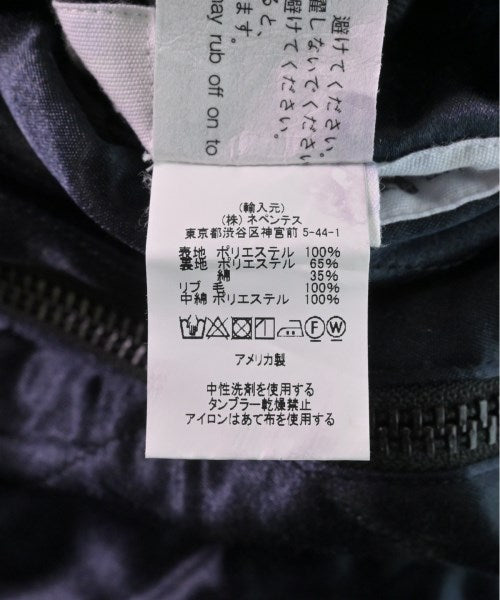 避けてください。
麗しないでください
避けてください。
ると、
ます。
may rub off on to
(輸入元)
(株) ネペンテス
東京都渋谷区神宮前 5-44-1
表地 ポリエステル 100%
裏地 ポリエステル 65%
綿 35%
リブ 毛 100%
中綿 ポリエステル 100%
F W
アメリカ製
中性洗剤を使用する
タンブラー乾燥禁止
アイロンはあて布を使用する